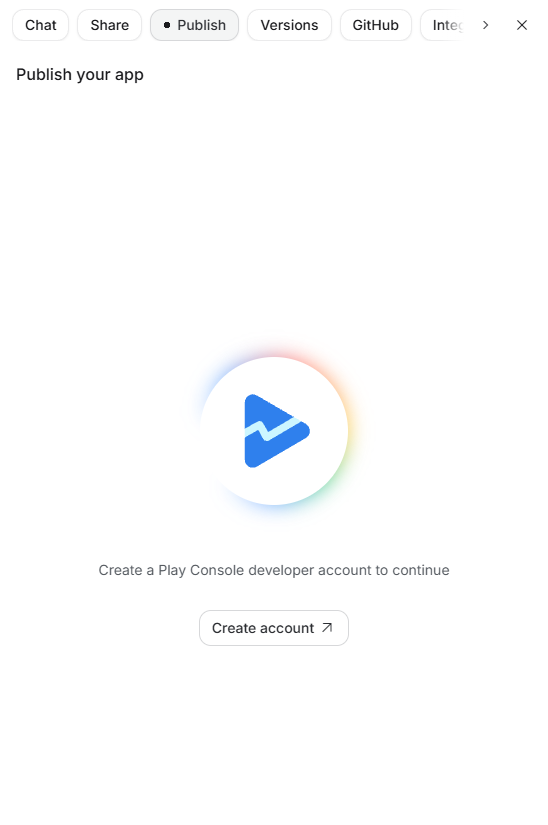 Chat
Share
Publish
Versions
GitHub
Publish your app
Create a Play Console developer account to continue
Create account